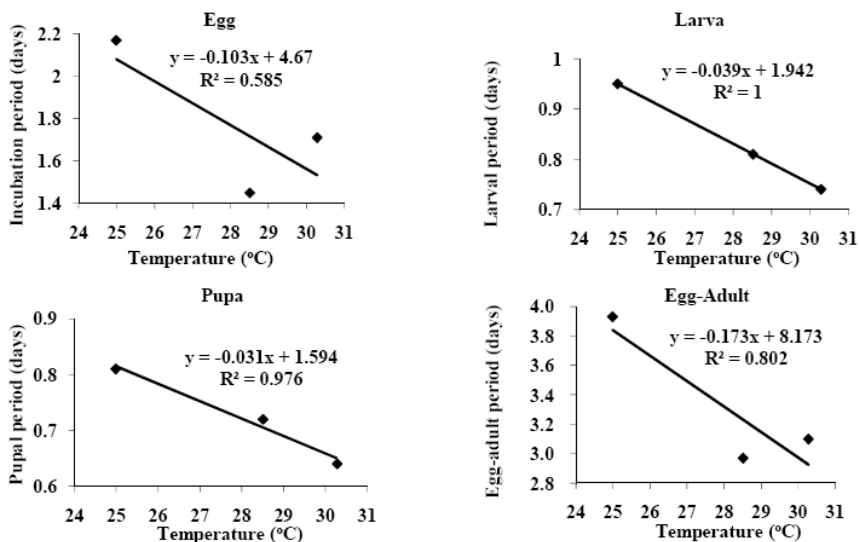 Egg
Incubation period (days)
2.2
2
1.8
1.6
1.4
y = -0.103x + 4.67
R² = 0.585
24 25 26 27 28 29 30 31
Temperature (°C)
Larva
Larval period (days)
1
0.9
0.8
0.7
y = -0.039x + 1.942
R² = 1
24 25 26 27 28 29 30 31
Temperature (°C)
Pupa
Pupal period (days)
0.9
0.8
0.7
0.6
y = -0.031x + 1.594
R² = 0.976
24 25 26 27 28 29 30 31
Temperature (°C)
Egg-Adult
Egg-adult period (days)
4.0
3.8
3.6
3.4
3.2
3.0
2.8
y = -0.173x + 8.173
R² = 0.802
24 25 26 27 28 29 30 31
Temperature (°C)